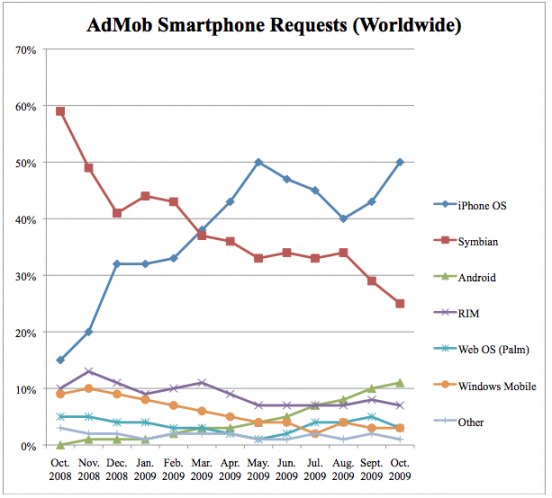 AdMob Smartphone Requests (Worldwide)
70%
60%
50%
40%
30%
20%
10%
0%
Oct. Nov. Dec. Jan. Feb. Mar. Apr. May. Jun. Jul. Aug. Sept. Oct.
2008 2008 2008 2009 2009 2009 2009 2009 2009 2009 2009 2009 2009
iPhone OS
Symbian
Android
RIM
Web OS (Palm)
Windows Mobile
Other